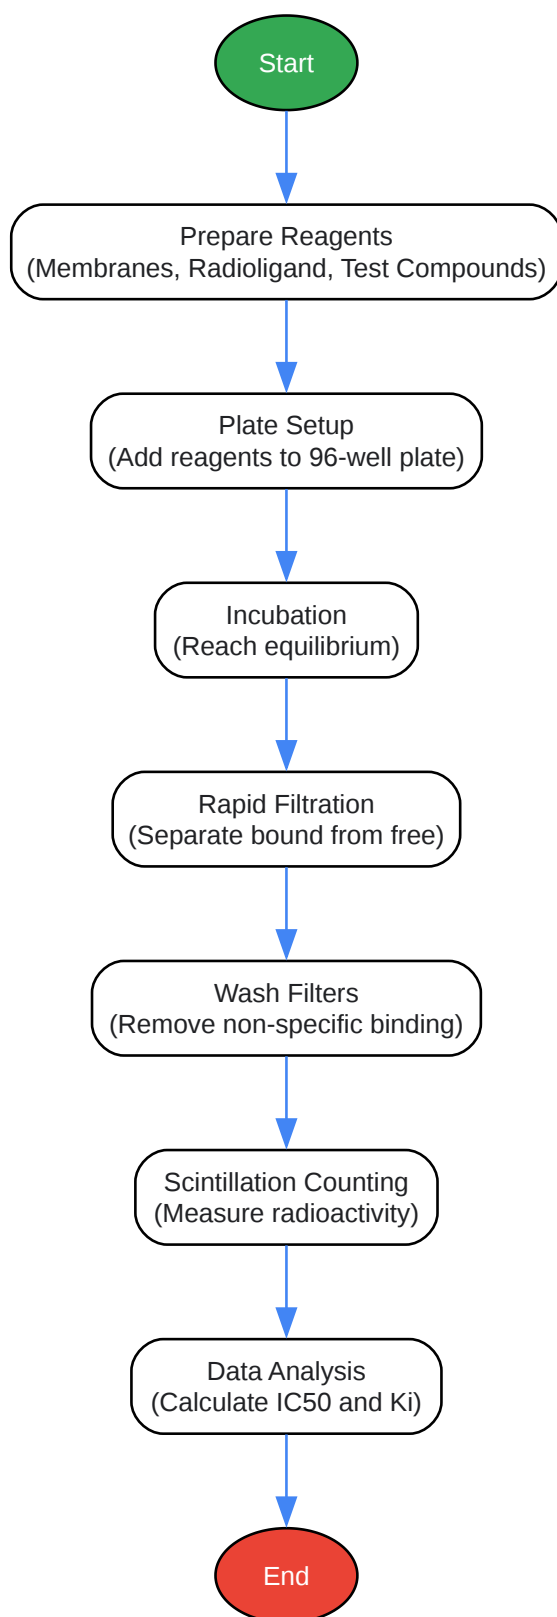 Start
Prepare Reagents
(Membranes, Radioligand, Test Compounds)
Plate Setup
(Add reagents to 96-well plate)
Incubation
(Reach equilibrium)
Rapid Filtration
(Separate bound from free)
Wash Filters
(Remove non-specific binding)
Scintillation Counting
(Measure radioactivity)
Data Analysis
(Calculate IC50 and Ki)
End